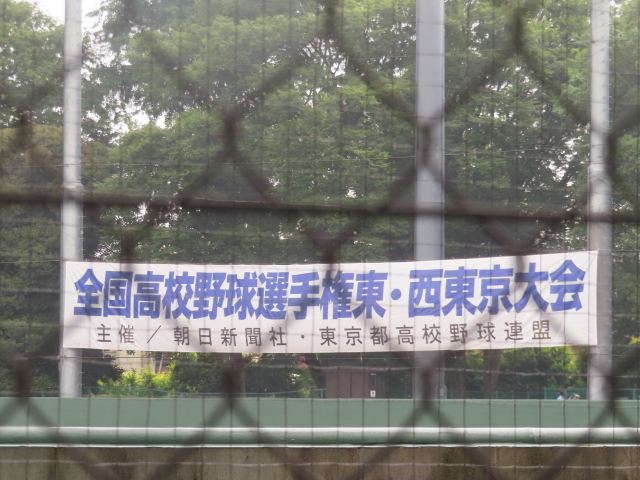 全国高校野球選手権東・西東京大会
主催／朝日新聞社・東京都高校野球連盟